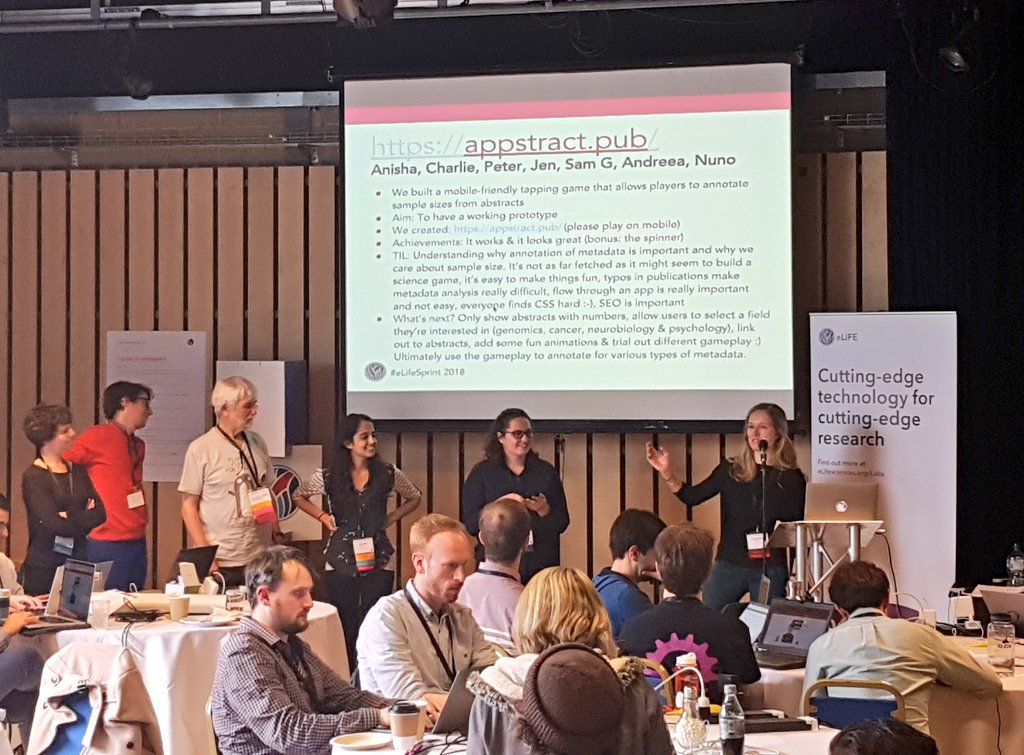 https://appstract.pub/
Anisha, Charlie, Peter, Jen, Sam G, Andreea, Nuno
• We built a mobile-friendly tapping game that allows players to annotate
sample sizes from abstracts
• Aim: To have a working prototype
• We created: https://appstract.pub/ (please play on mobile)
• Achievements: It works & it looks great (bonus: the spinner)
• TIL: Understanding why annotation of metadata is important and why we
care about sample size. It's not as far fetched as it might seem to build a
science game, it's easy to make things fun, typos in publications make
metadata analysis really difficult, flow through an app is really important
and not easy, everyone finds CSS hard :-), SEO is important
• What's next? Only show abstracts with numbers, allow users to select a field
they're interested in (genomics, cancer, neurobiology & psychology), link
out to abstracts, add some fun animations & trial out different gameplay :)
Ultimately use the gameplay to annotate for various types of metadata.
#eLifeSprint 2018
eLIFE
Cutting-edge
technology for
cutting-edge
research
Find out more at
eLifesciences.org/Labs